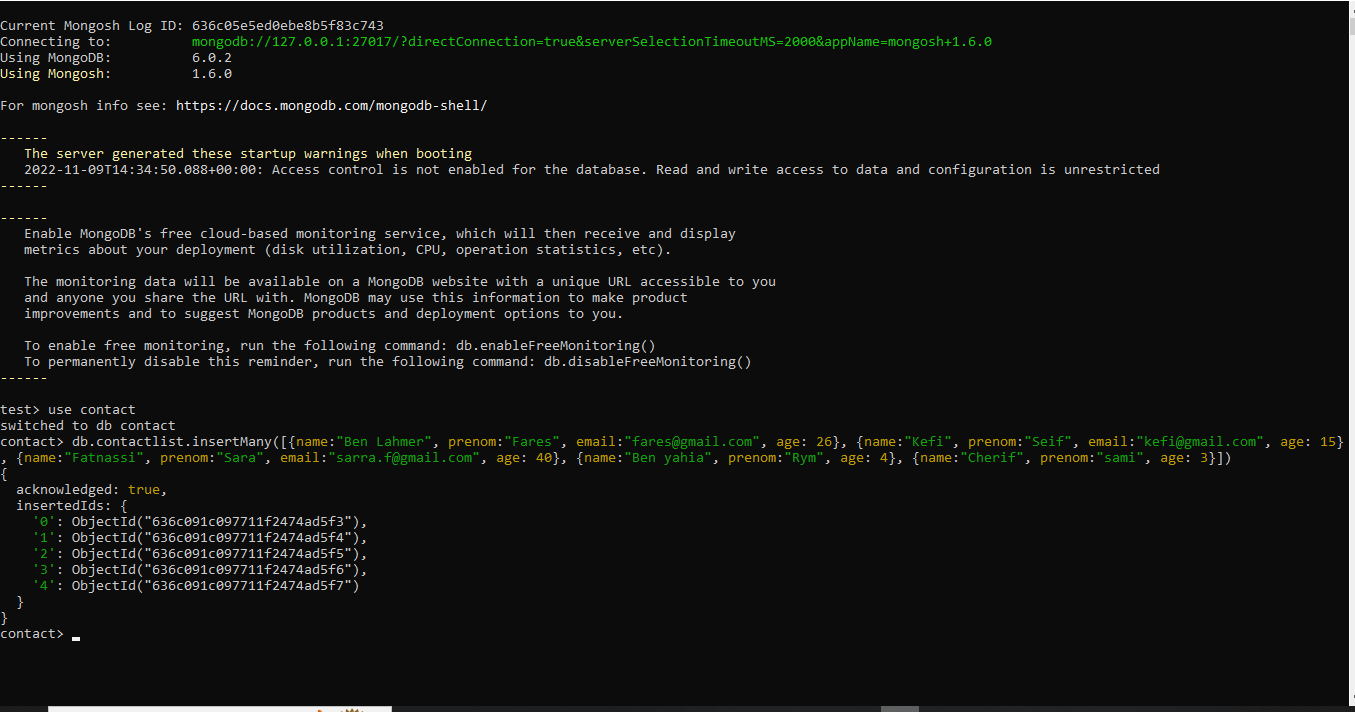 Current Mongosh Log ID: 636c05e5ed0ebe8b5f83c743
Connecting to:          mongodb://127.0.0.1:27017/?directConnection=true&serverSelectionTimeoutMS=2000&appName=mongosh+1.6.0
Using MongoDB:          6.0.2
Using Mongosh:          1.6.0
For mongosh info see: https://docs.mongodb.com/mongodb-shell/
------
   The server generated these startup warnings when booting
   2022-11-09T14:34:50.088+00:00: Access control is not enabled for the database. Read and write access to data and configuration is unrestricted
------
------
   Enable MongoDB's free cloud-based monitoring service, which will then receive and display
   metrics about your deployment (disk utilization, CPU, operation statistics, etc).
   The monitoring data will be available on a MongoDB website with a unique URL accessible to you
   and anyone you share the URL with. MongoDB may use this information to make product
   improvements and to suggest MongoDB products and deployment options to you.
   To enable free monitoring, run the following command: db.enableFreeMonitoring()
   To permanently disable this reminder, run the following command: db.disableFreeMonitoring()
------
test> use contact
switched to db contact
contact> db.contactlist.insertMany([{name:"Ben Lahmer", prenom:"Fares", email:"fares@gmail.com", age: 26}, {name:"Kefi", prenom:"Seif", email:"kefi@gmail.com", age: 15}
, {name:"Fatnassi", prenom:"Sara", email:"sarra.f@gmail.com", age: 40}, {name:"Ben yahia", prenom:"Rym", age: 4}, {name:"Cherif", prenom:"sami", age: 3}])
{
  acknowledged: true,
  insertedIds: {
    '0': ObjectId("636c091c097711f2474ad5f3"),
    '1': ObjectId("636c091c097711f2474ad5f4"),
    '2': ObjectId("636c091c097711f2474ad5f5"),
    '3': ObjectId("636c091c097711f2474ad5f6"),
    '4': ObjectId("636c091c097711f2474ad5f7")
  }
}
contact>